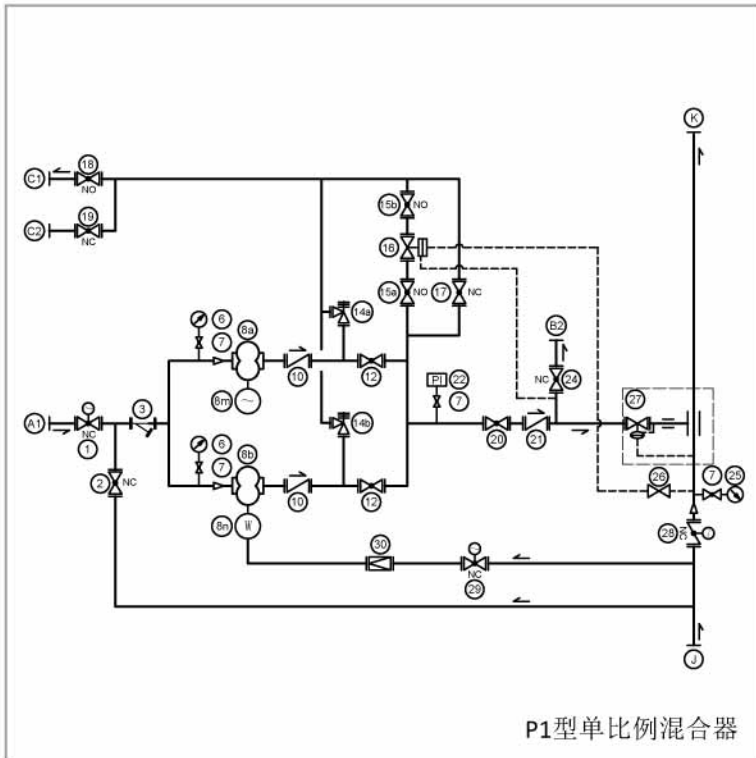 K
C1
18
NO
C2
19
NC
15b
NO
16
15a
NO
17
NC
14a
6
7
8a
10
12
8m
~
B2
NC
24
PI
22
7
27
A1
NC
1
3
20
21
2
NC
14b
6
7
8b
10
12
8n
W
26
7
25
28
NC
30
NC
29
J
P1型单比例混合器